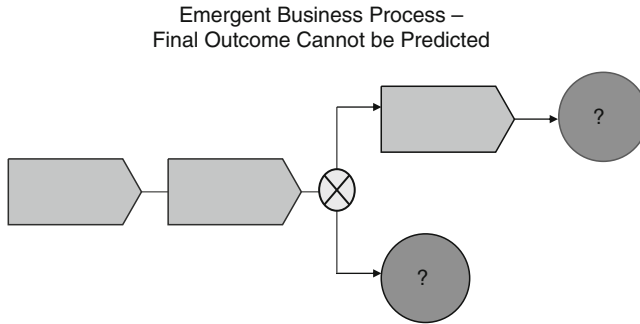 Emergent Business Process –
Final Outcome Cannot be Predicted
?
?